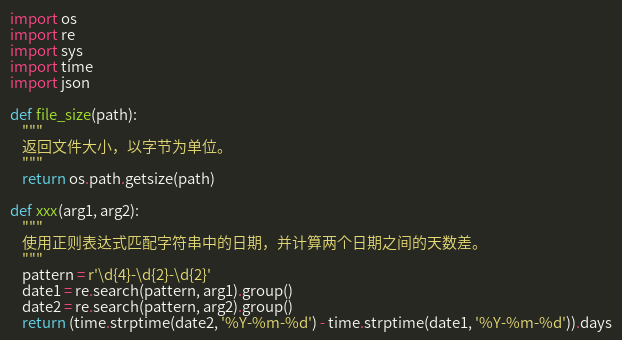 import os
import re
import sys
import time
import json
def file_size(path):
"""
返回文件大小，以字节为单位。
"""
return os.path.getsize(path)
def xxx(arg1, arg2):
"""
使用正则表达式匹配字符串中的日期，并计算两个日期之间的天数差。
"""
pattern = r'\d{4}-\d{2}-\d{2}'
date1 = re.search(pattern, arg1).group()
date2 = re.search(pattern, arg2).group()
return (time.strptime(date2, '%Y-%m-%d') - time.strptime(date1, '%Y-%m-%d')).days